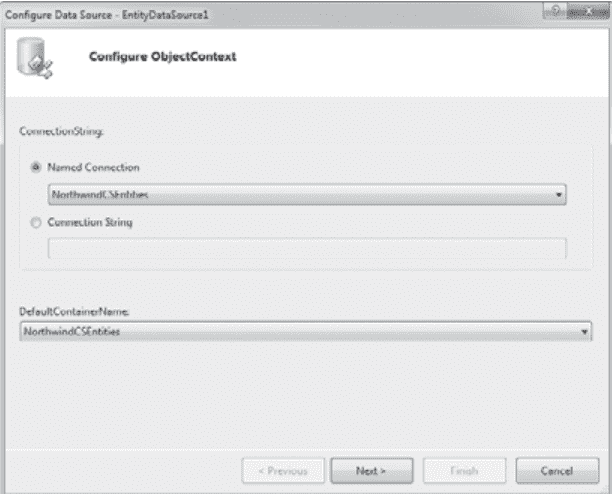 Configure Data Source - EntityDataSource1
Configure ObjectContext
ConnectionString:
Named Connection
NorthwindCSEntities
Connection String
DefaultContainerName:
NorthwindCSEntities
< Previous
Next >
Finish
Cancel